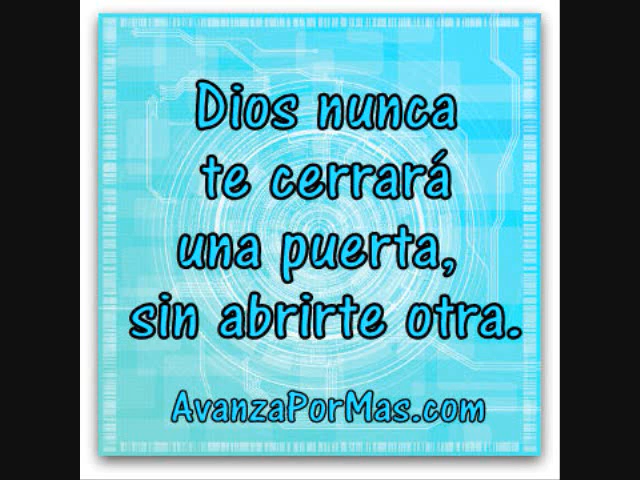 Dios nunca
te cerrará
una puerta,
sin abrirte otra.
AvanzaPorMas.com